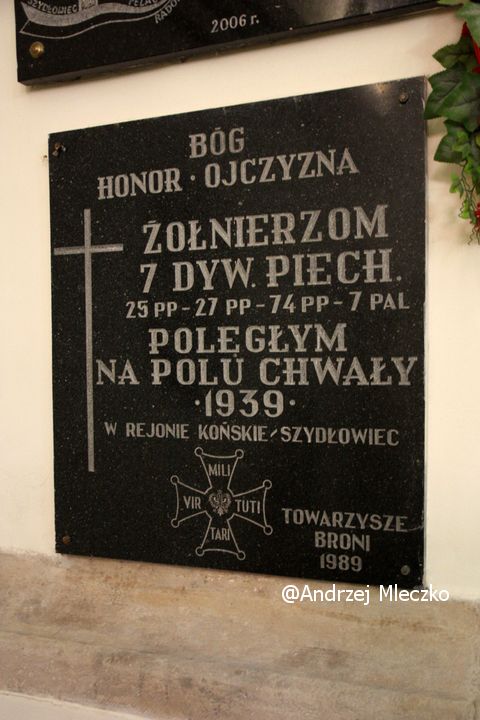 SZYDŁOWIEC
2006 r.
BÓG
HONOR · OJCZYZNA
ŻOŁNIERZOM
7 DYW. PIECH.
25 PP - 27 PP - 74 PP - 7 PAL
POLEGŁYM
NA POLU CHWAŁY
· 1939 ·
W REJONIE KOŃSKIE/SZYDŁOWIEC
MILI
VIR TUTI
TARI
TOWARZYSZE
BRONI
1989
@Andrzej Mleczko